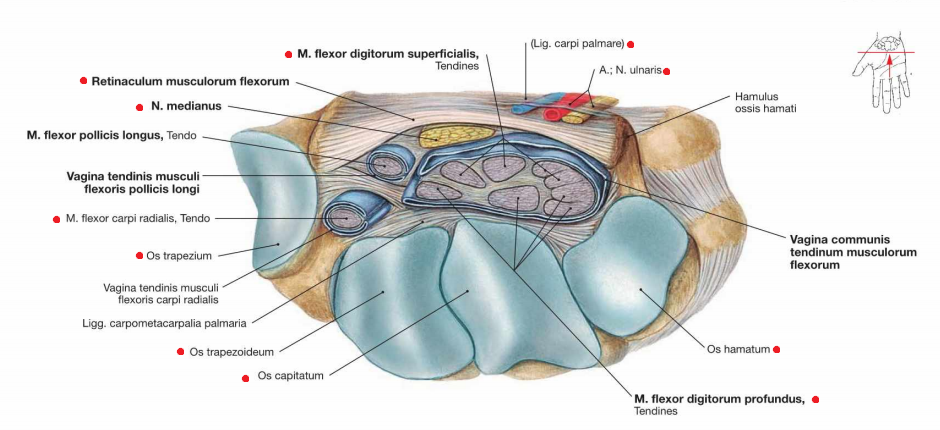 (Lig. carpi palmare)
M. flexor digitorum superficialis,
Tendines
A.; N. ulnaris
Retinaculum musculorum flexorum
Hamulus
ossis hamati
N. medianus
M. flexor pollicis longus, Tendo
Vagina tendinis musculi
flexoris pollicis longi
M. flexor carpi radialis, Tendo
Vagina communis
tendinum musculorum
flexorum
Os trapezium
Vagina tendinis musculi
flexoris carpi radialis
Ligg. carpometacarpalia palmaria
Os trapezoideum
Os hamatum
Os capitatum
M. flexor digitorum profundus,
Tendines